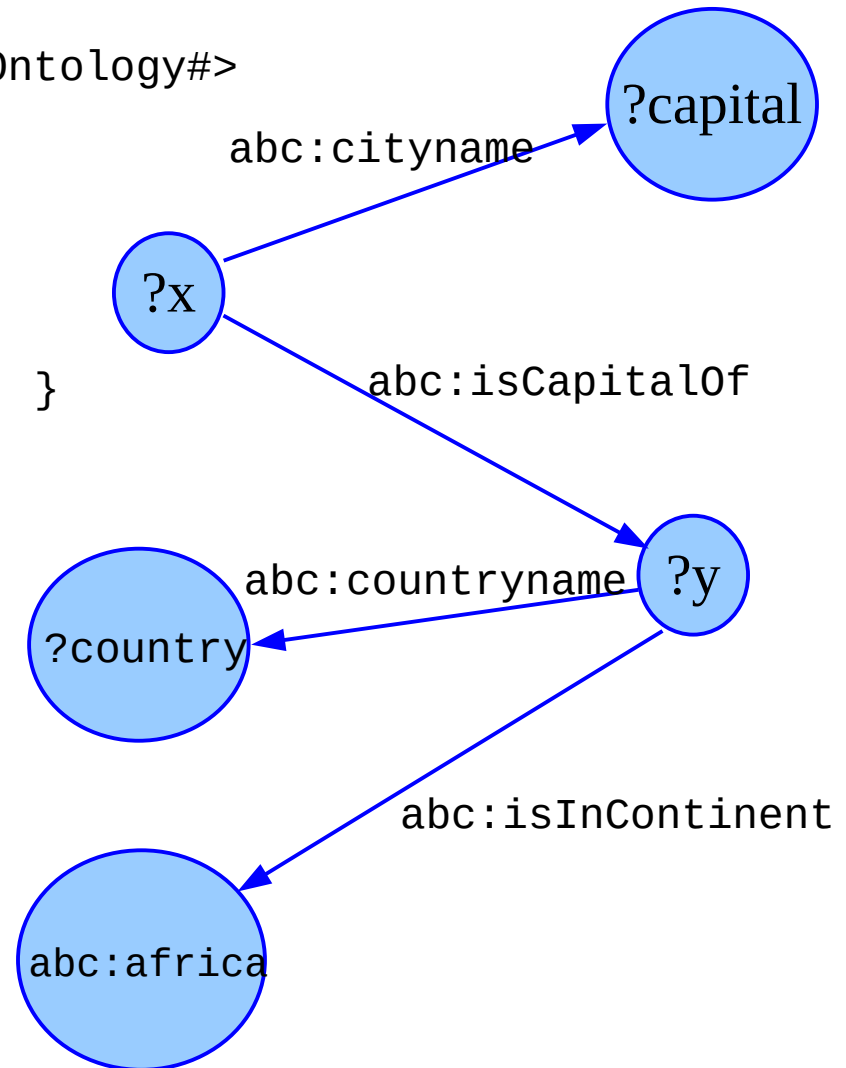 Ontology#>
?capital
abc:cityname
?x
}
abc:isCapitalOf
abc:countryname
?y
?country
abc:isInContinent
abc:africa